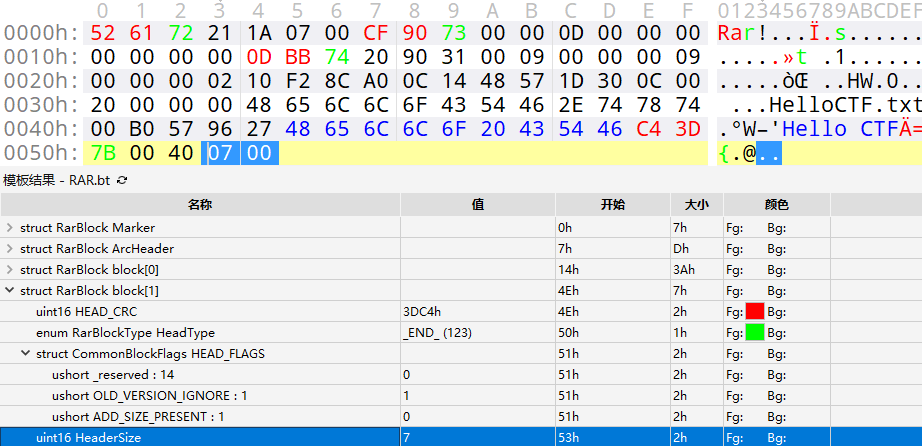 0 1 2 3 4 5 6 7 8 9 A B C D E F 0123456789ABCDEF
0000h: 52 61 72 21 1A 07 00 CF 90 73 00 00 0D 00 00 00 Rar!...Ï.s......
0010h: 00 00 00 00 0D BB 74 20 90 31 00 09 00 00 00 09 .....»t .1......
0020h: 00 00 00 02 10 F2 8C A0 0C 14 48 57 1D 30 0C 00 .....òŒ ..HW.0..
0030h: 20 00 00 00 48 65 6C 6C 6F 43 54 46 2E 74 78 74 ...HelloCTF.txt
0040h: 00 B0 57 96 27 48 65 6C 6C 6F 20 43 54 46 C4 3D .°W–'Hello CTFÄ=
0050h: 7B 00 40 07 00 {.@..
模板结果 - RAR.bt
名称 值 开始 大小 颜色
struct RarBlock Marker 0h 7h Fg: Bg:
struct RarBlock ArcHeader 7h Dh Fg: Bg:
struct RarBlock block[0] 14h 3Ah Fg: Bg:
struct RarBlock block[1] 4Eh 7h Fg: Bg:
uint16 HEAD_CRC 3DC4h 4Eh 2h Fg: Bg:
enum RarBlockType HeadType _END_ (123) 50h 1h Fg: Bg:
struct CommonBlockFlags HEAD_FLAGS 51h 2h Fg: Bg:
ushort _reserved : 14 0 51h 2h Fg: Bg:
ushort OLD_VERSION_IGNORE : 1 1 51h 2h Fg: Bg:
ushort ADD_SIZE_PRESENT : 1 0 51h 2h Fg: Bg:
uint16 HeaderSize 7 53h 2h Fg: Bg: